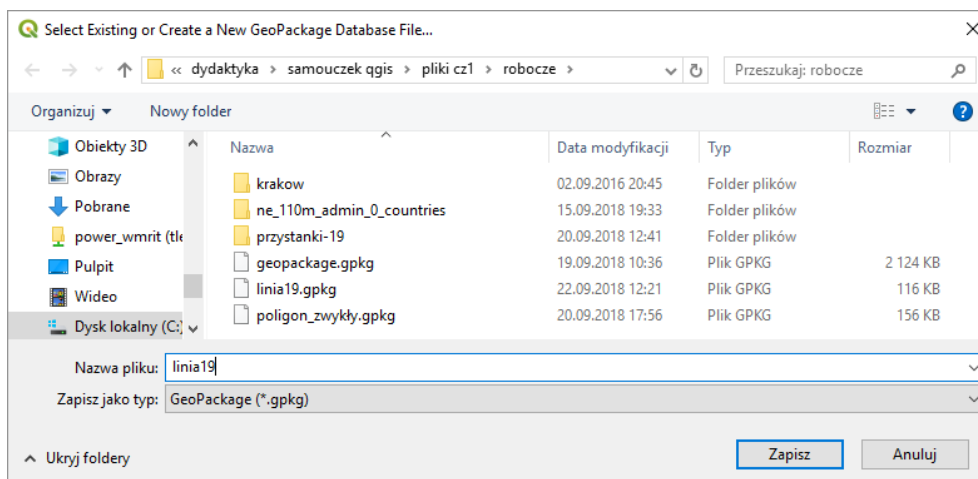 Select Existing or Create a New GeoPackage Database File...
« dydaktyka › samouczek qgis › pliki cz1 › robocze ›
Przeszukaj: robocze
Organizuj Nowy folder
Obiekty 3D
Obrazy
Pobrane
power_wmrit (tle
Pulpit
Wideo
Dysk lokalny (C:)
Nazwa Data modyfikacji Typ Rozmiar
krakow 02.09.2016 20:45 Folder plików
ne_110m_admin_0_countries 15.09.2018 19:33 Folder plików
przystanki-19 20.09.2018 12:41 Folder plików
geopackage.gpkg 19.09.2018 10:36 Plik GPKG 2 124 KB
linia19.gpkg 22.09.2018 12:21 Plik GPKG 116 KB
poligon_zwykły.gpkg 20.09.2018 17:56 Plik GPKG 156 KB
Nazwa pliku: linia19
Zapisz jako typ: GeoPackage (*.gpkg)
Ukryj foldery
Zapisz Anuluj